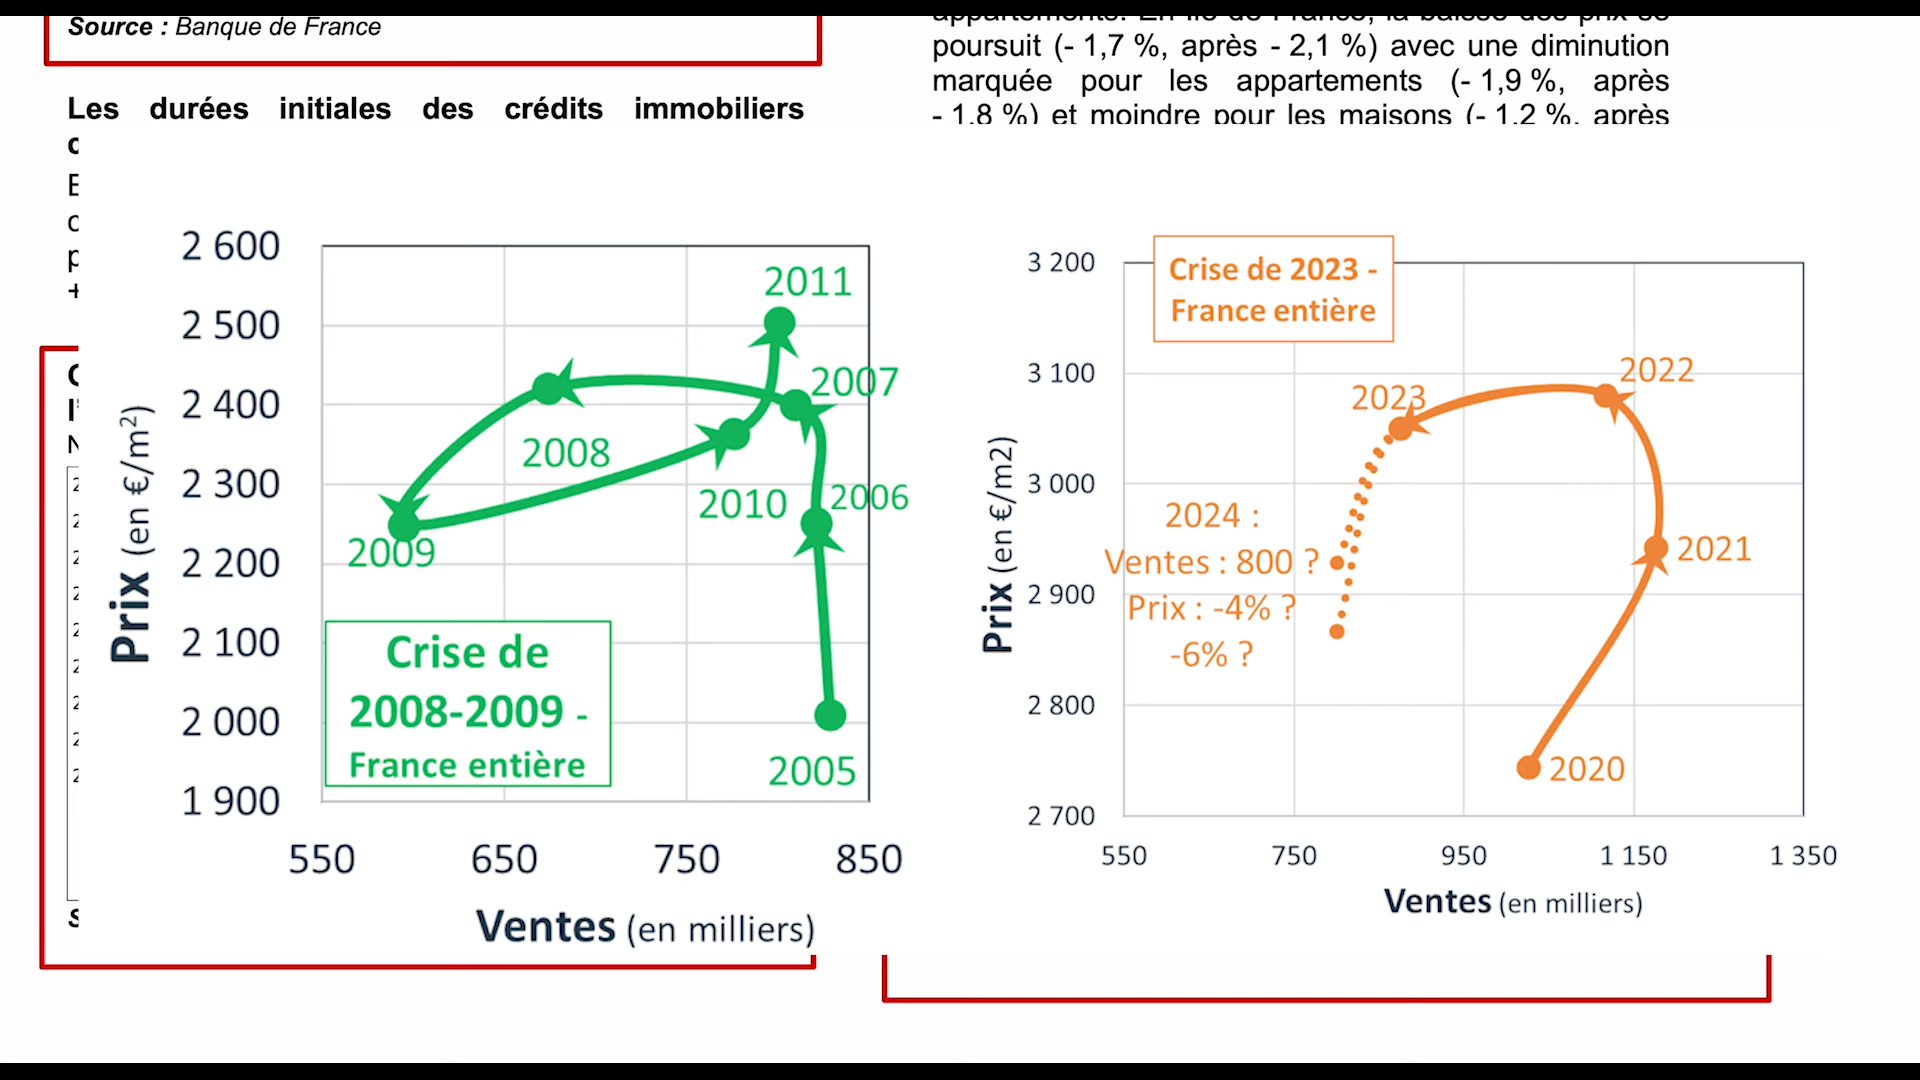 Source : Banque de France
poursuit (- 1,7 %, après - 2,1 %) avec une diminution
marquée pour les appartements (- 1,9 %, après
- 1,8 %) et moindre pour les maisons (- 1,2 %, après
Les durées initiales des crédits immobiliers
2 600
2 500
2 400
2 300
2 200
2 100
2 000
1 900
Prix (en €/m²)
2011
2007
2008
2010
2006
2009
2005
Crise de
2008-2009 -
France entière
550
650
750
850
Ventes (en milliers)
Crise de 2023 -
France entière
3 200
3 100
3 000
2 900
2 800
2 700
Prix (en €/m2)
2022
2023
2024 :
Ventes : 800 ?
Prix : -4% ?
-6% ?
2021
2020
550
750
950
1 150
1 350
Ventes (en milliers)